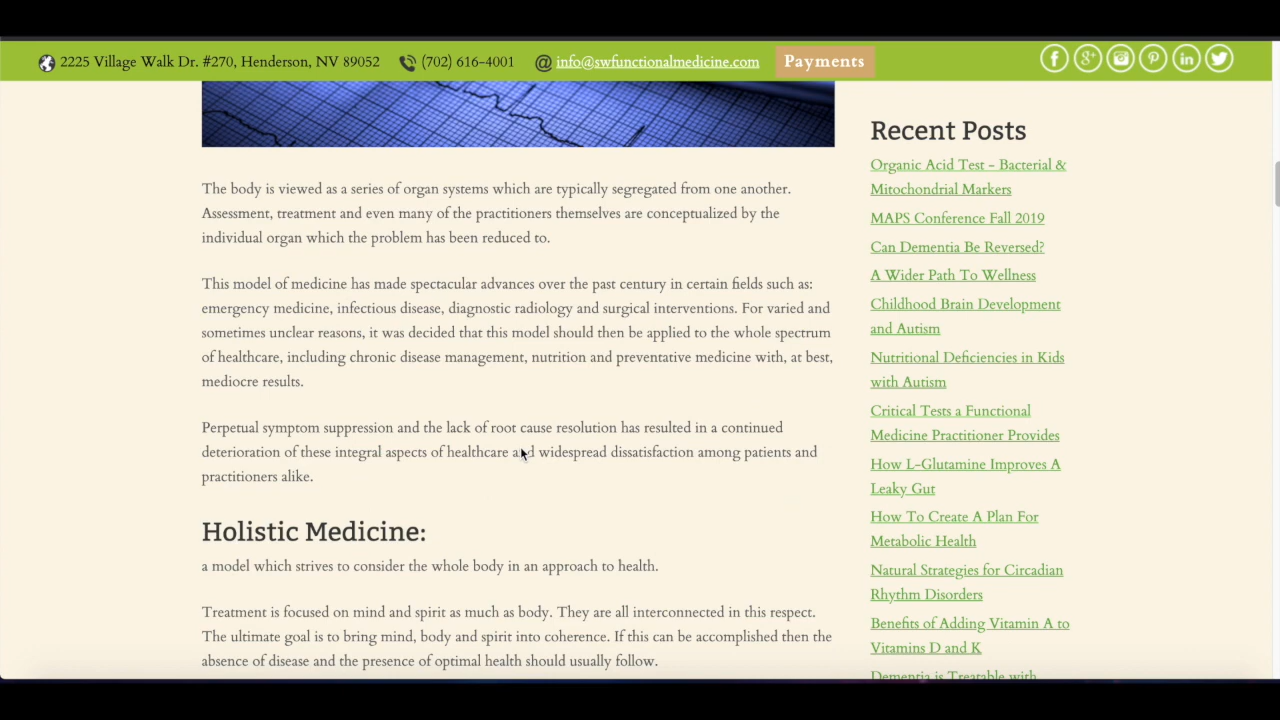 2225 Village Walk Dr. #270, Henderson, NV 89052 (702) 616-4001 info@swfunctionalmedicine.com Payments
The body is viewed as a series of organ systems which are typically segregated from one another.
Assessment, treatment and even many of the practitioners themselves are conceptualized by the
individual organ which the problem has been reduced to.
This model of medicine has made spectacular advances over the past century in certain fields such as:
emergency medicine, infectious disease, diagnostic radiology and surgical interventions. For varied and
sometimes unclear reasons, it was decided that this model should then be applied to the whole spectrum
of healthcare, including chronic disease management, nutrition and preventative medicine with, at best,
mediocre results.
Perpetual symptom suppression and the lack of root cause resolution has resulted in a continued
deterioration of these integral aspects of healthcare and widespread dissatisfaction among patients and
practitioners alike.
Holistic Medicine:
a model which strives to consider the whole body in an approach to health.
Treatment is focused on mind and spirit as much as body. They are all interconnected in this respect.
The ultimate goal is to bring mind, body and spirit into coherence. If this can be accomplished then the
absence of disease and the presence of optimal health should usually follow.
Recent Posts
Organic Acid Test – Bacterial &
Mitochondrial Markers
MAPS Conference Fall 2019
Can Dementia Be Reversed?
A Wider Path To Wellness
Childhood Brain Development
and Autism
Nutritional Deficiencies in Kids
with Autism
Critical Tests a Functional
Medicine Practitioner Provides
How L-Glutamine Improves A
Leaky Gut
How To Create A Plan For
Metabolic Health
Natural Strategies for Circadian
Rhythm Disorders
Benefits of Adding Vitamin A to
Vitamins D and K
Dementia is Treatable with